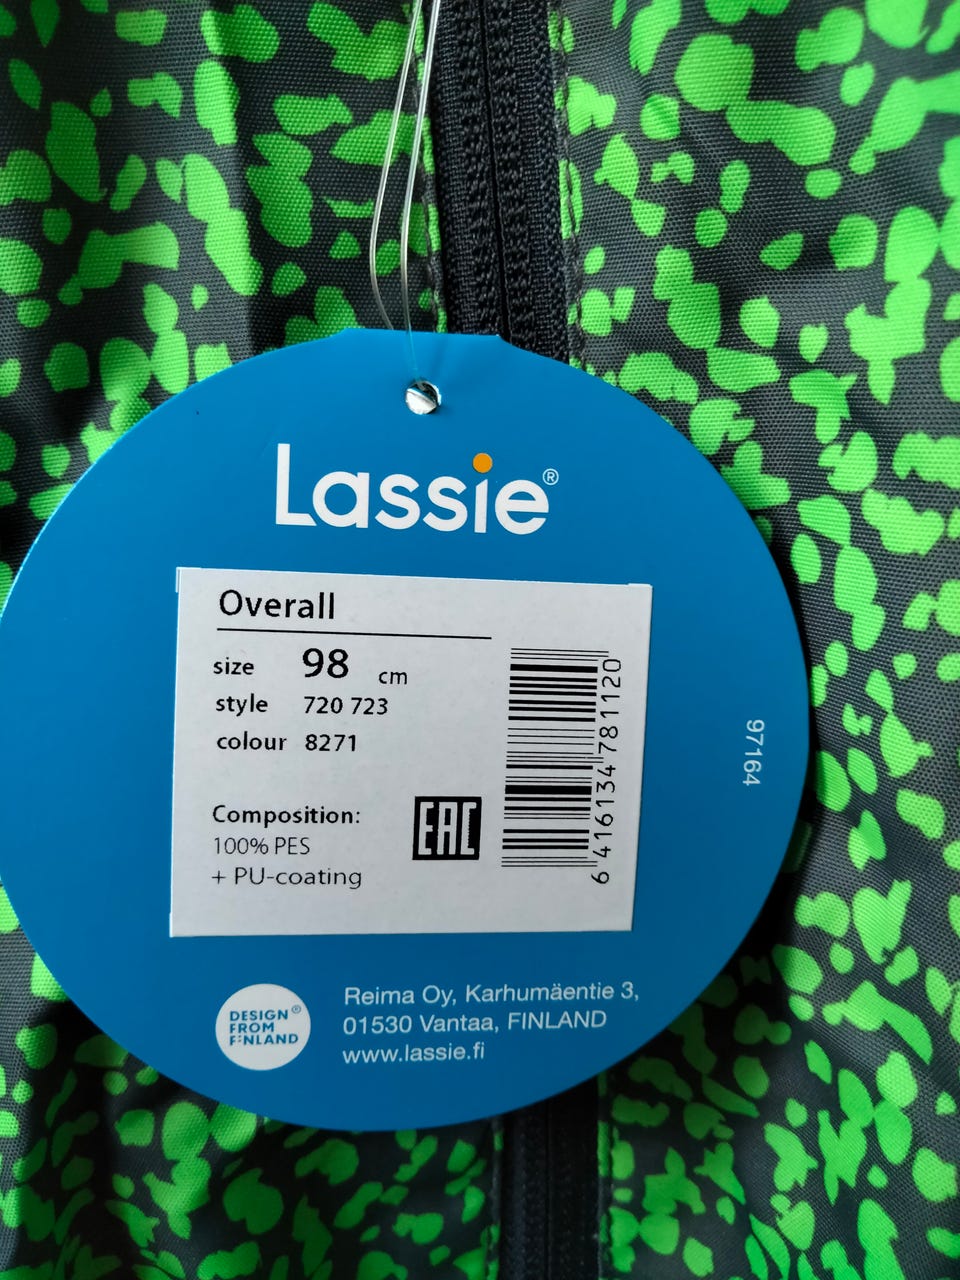 Lassie®
Overall
size 98 cm
style 720 723
colour 8271
Composition:
100% PES
+ PU-coating
EAC
6 416134 781120
97164
DESIGN®
FROM
FINLAND
Reima Oy, Karhumäentie 3,
01530 Vantaa, FINLAND
www.lassie.fi